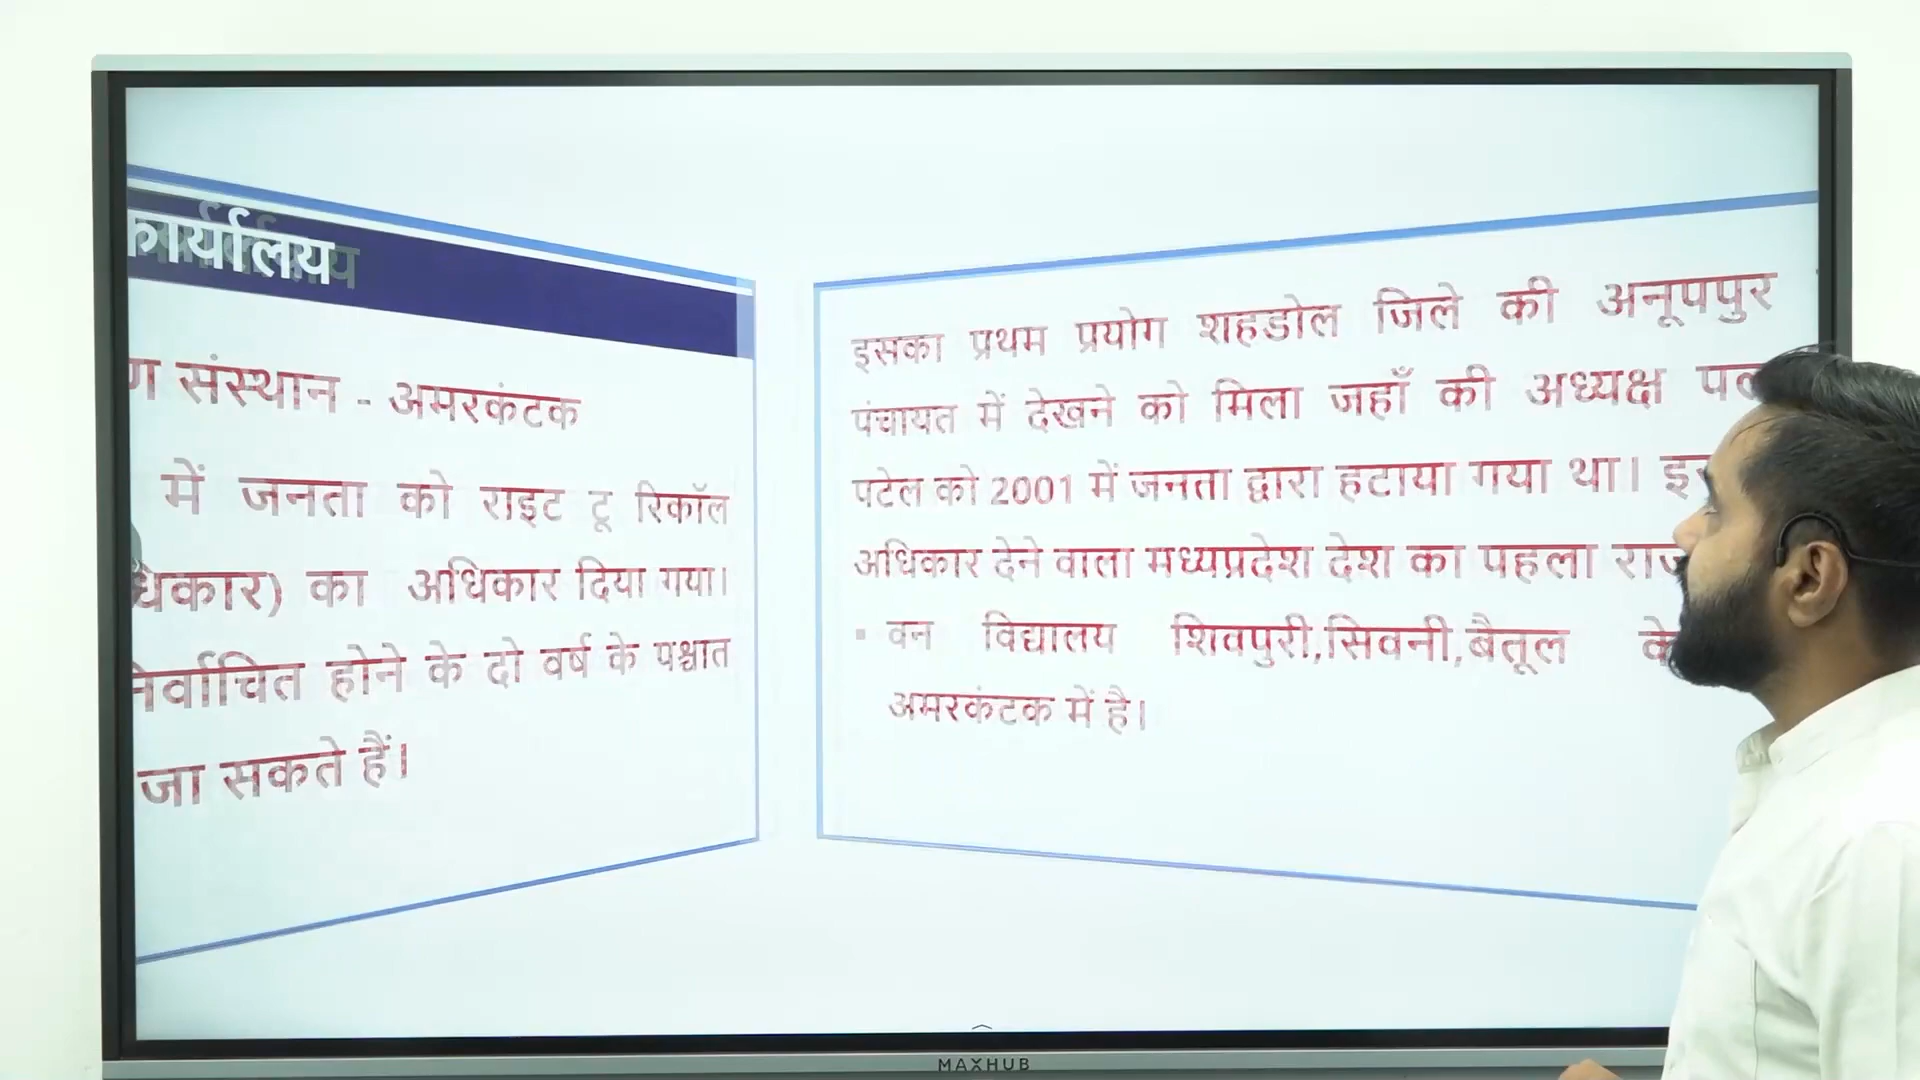 कार्यालय
संस्थान - अमरकंटक
में जनता को राइट टू रिकॉल
का अधिकार दिया गया।
होने के दो वर्ष के पश्चात
जा सकते हैं।
इसका प्रथम प्रयोग शहडोल जिले की अनूपपुर
पंचायत में देखने को मिला जहाँ की अध्यक्ष
पटेल को 2001 में जनता द्वारा हटाया गया था।
अधिकार देने वाला मध्यप्रदेश देश का पहला
▪ वन विद्यालय शिवपुरी,सिवनी,बैतूल
अमरकंटक में है।
MAXHUB